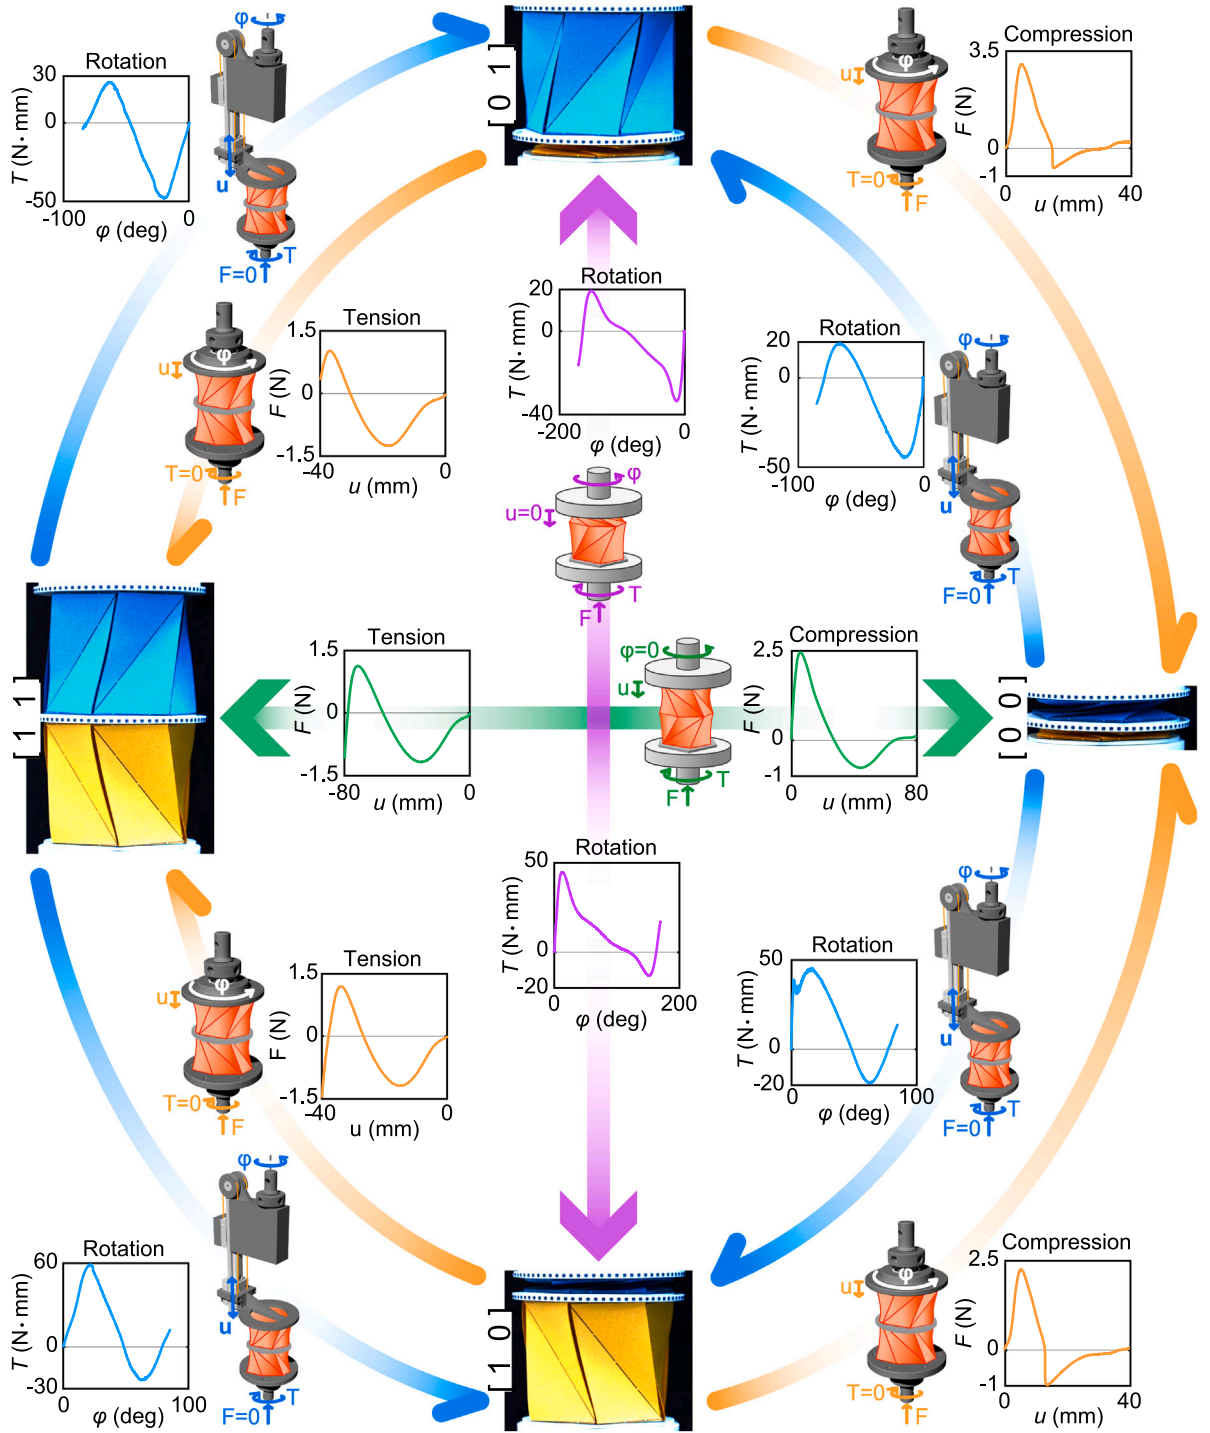 Rotation
30
0
-50
-100
0
T (N·mm)
φ (deg)
φ
u
T
F=0
[0 1]
φ
u
T=0
F
Compression
3.5
0
-1
0
40
F (N)
u (mm)
φ
u
T=0
F
Tension
1.5
0
-1.5
-40
0
F (N)
u (mm)
Rotation
20
0
-40
-200
0
T (N·mm)
φ (deg)
Rotation
20
0
-50
-100
0
T (N·mm)
φ (deg)
φ
u
T
F=0
φ
u=0
T
F
[1 1]
Tension
1.5
0
-1.5
-80
0
F (N)
u (mm)
φ=0
u
T
F
Compression
2.5
0
-1
0
80
F (N)
u (mm)
[0 0]
Rotation
50
0
-20
0
200
T (N·mm)
φ (deg)
φ
u
T=0
F
Tension
1.5
0
-1.5
-40
0
F (N)
u (mm)
Rotation
50
0
-20
0
100
T (N·mm)
φ (deg)
φ
u
T
F=0
Rotation
60
0
-30
0
100
T (N·mm)
φ (deg)
φ
u
T
F=0
[1 0]
φ
u
T=0
F
Compression
2.5
0
-1
0
40
F (N)
u (mm)